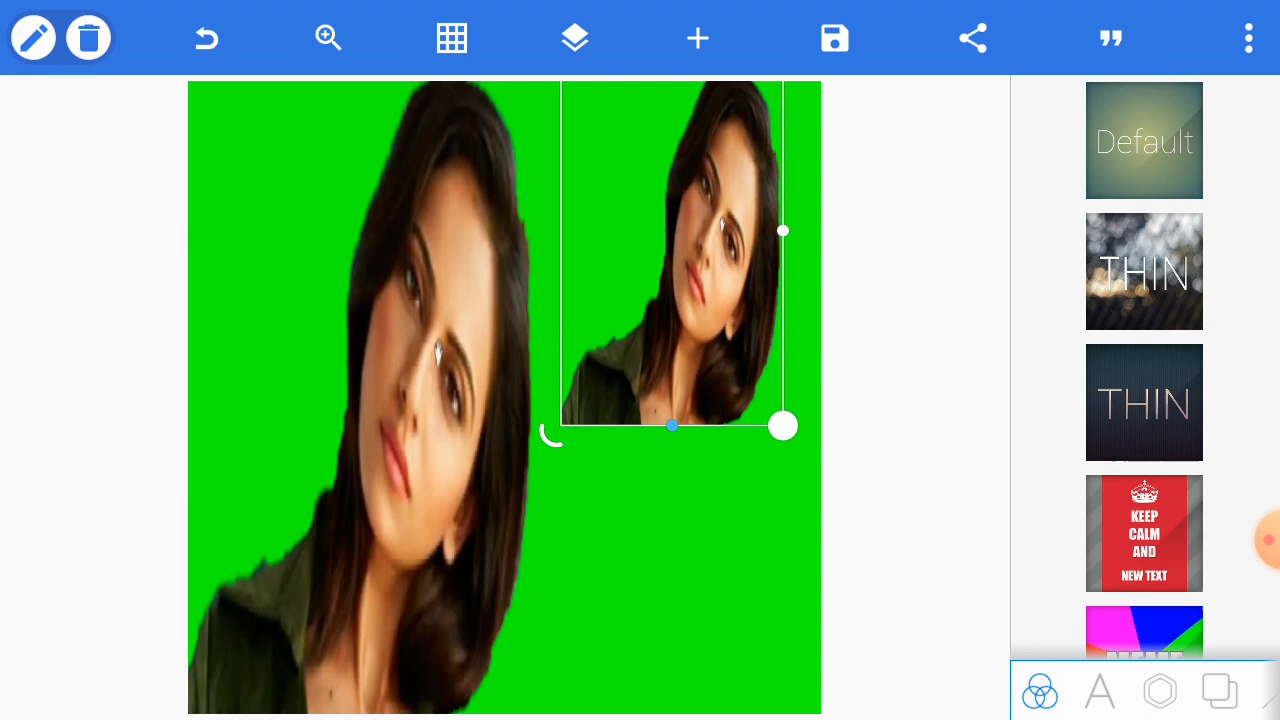 Default
THIN
THIN
KEEP
CALM
AND
NEW TEXT